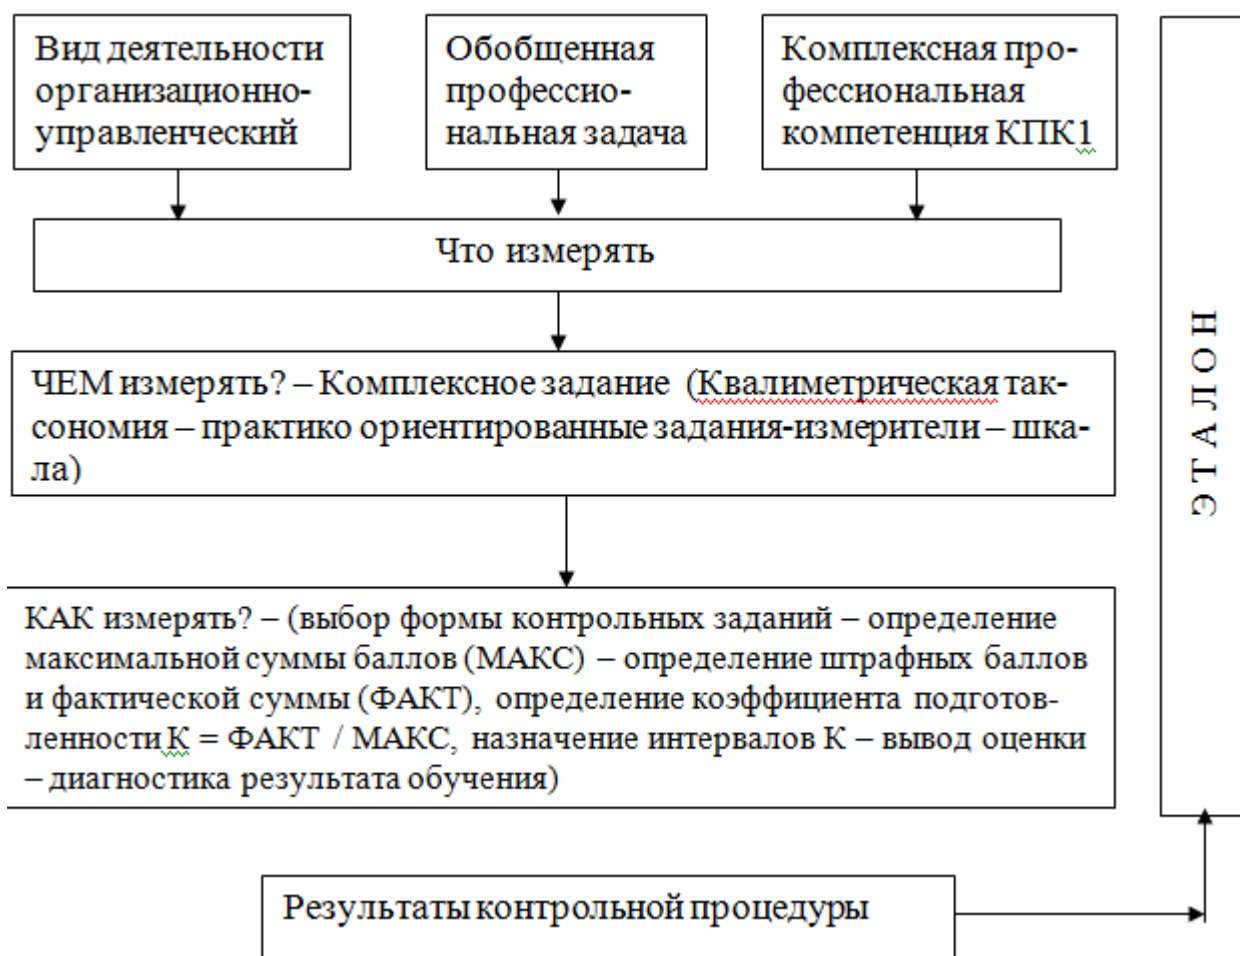 Вид деятельности
организационно-
управленческий
Обобщенная
профессио-
нальная задача
Комплексная про-
фессиональная
компетенция КПК1
Что измерять
ЧЕМ измерять? – Комплексное задание (Квалиметрическая так-
сономия – практико ориентированные задания-измерители – шка-
ла)
КАК измерять? – (выбор формы контрольных заданий – определение
максимальной суммы баллов (МАКС) – определение штрафных баллов
и фактической суммы (ФАКТ), определение коэффициента подготов-
ленности К = ФАКТ / МАКС, назначение интервалов К – вывод оценки
– диагностика результата обучения)
Результаты контрольной процедуры
Э Т А Л О Н